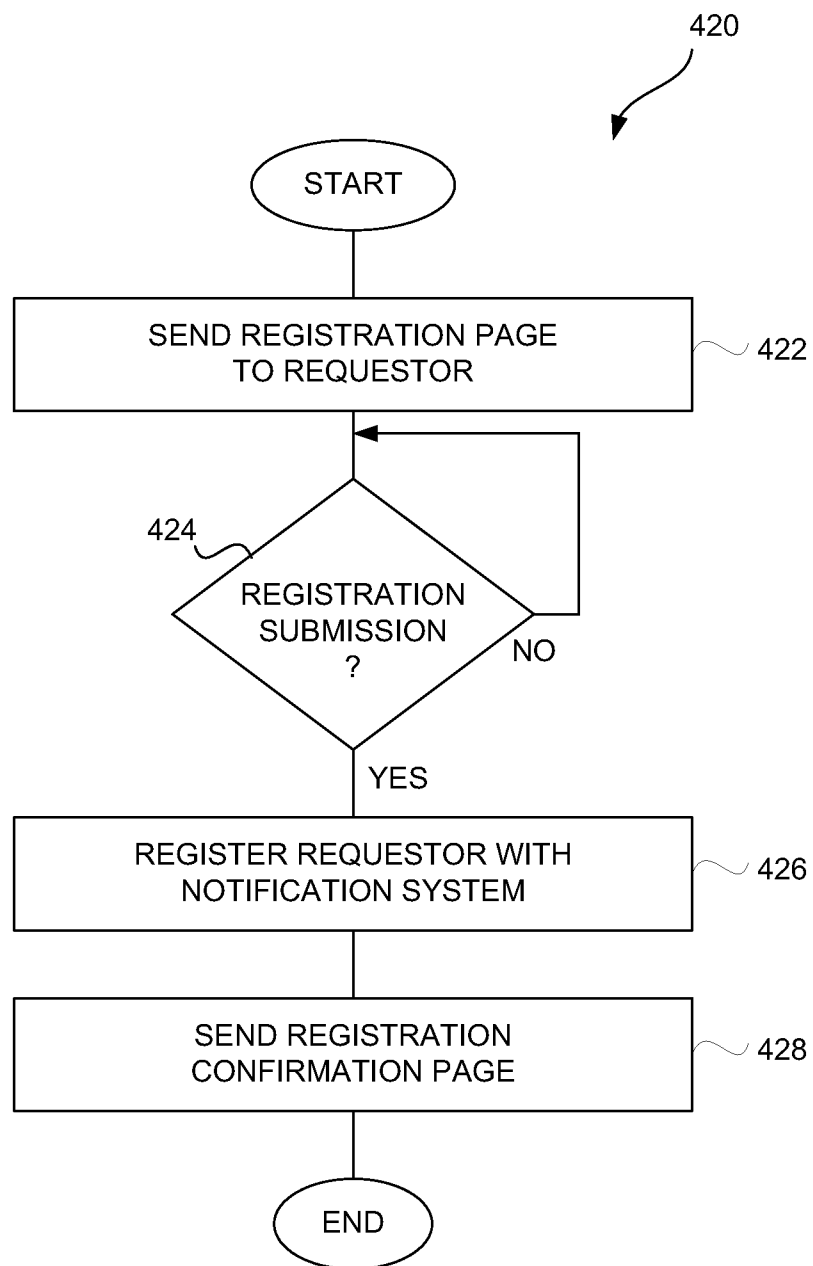 420
START
SEND REGISTRATION PAGE
TO REQUESTOR
422
424
REGISTRATION
SUBMISSION
?
NO
YES
REGISTER REQUESTOR WITH
NOTIFICATION SYSTEM
426
SEND REGISTRATION
CONFIRMATION PAGE
428
END